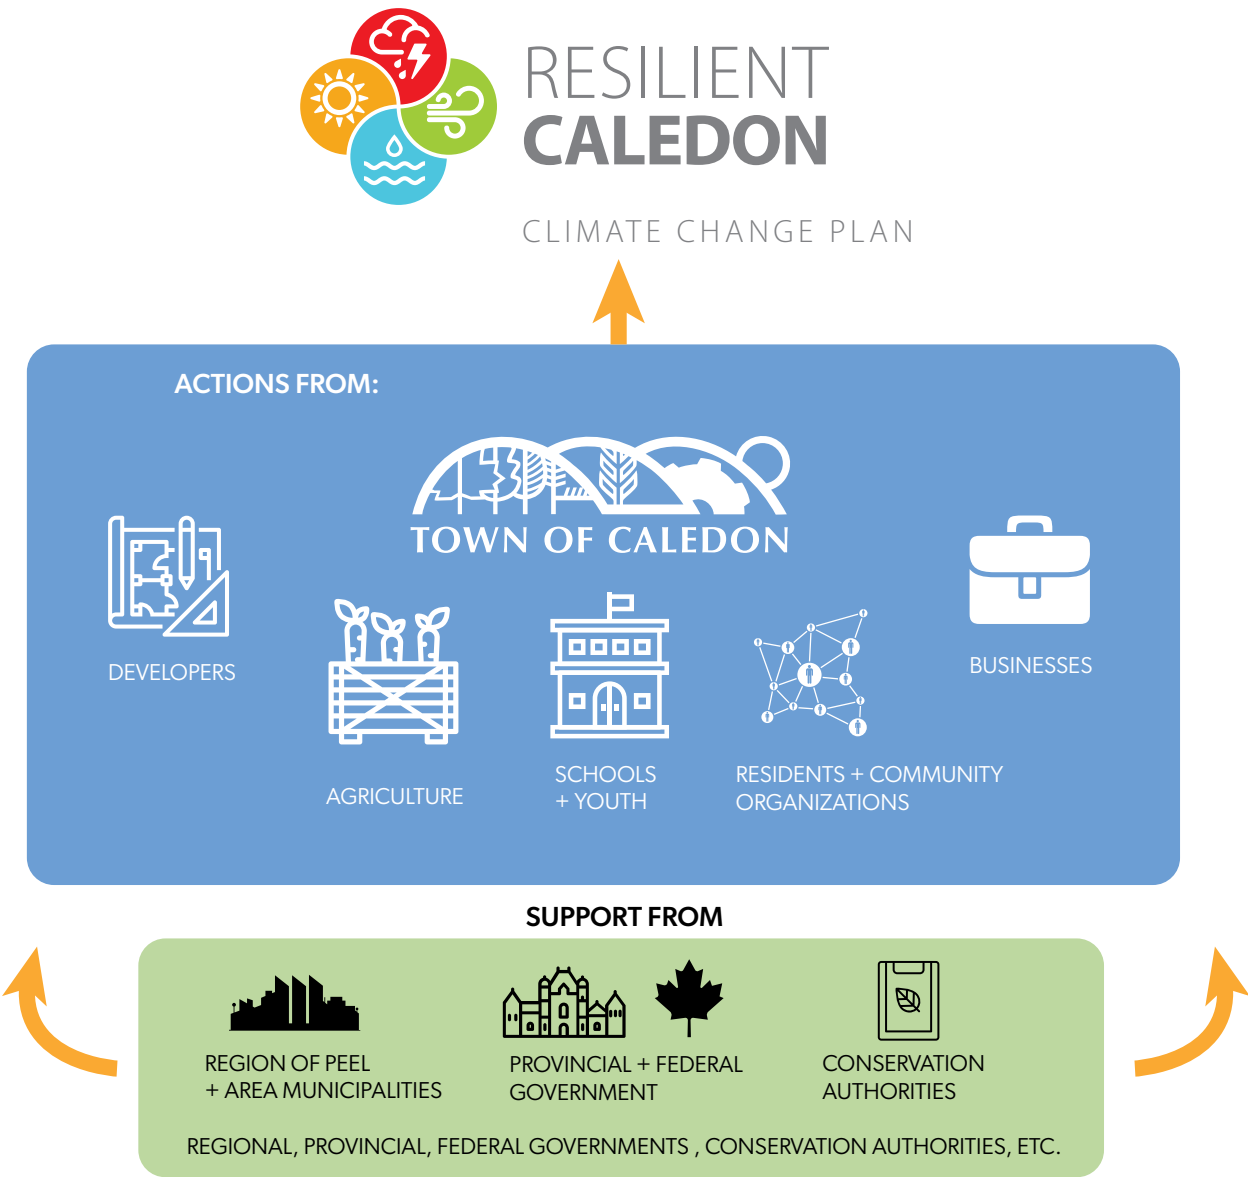 RESILIENT
CALEDON
CLIMATE CHANGE PLAN
ACTIONS FROM:
TOWN OF CALEDON
DEVELOPERS
AGRICULTURE
SCHOOLS
+ YOUTH
RESIDENTS + COMMUNITY
ORGANIZATIONS
BUSINESSES
SUPPORT FROM
REGION OF PEEL
+ AREA MUNICIPALITIES
PROVINCIAL + FEDERAL
GOVERNMENT
CONSERVATION
AUTHORITIES
REGIONAL, PROVINCIAL, FEDERAL GOVERNMENTS , CONSERVATION AUTHORITIES, ETC.